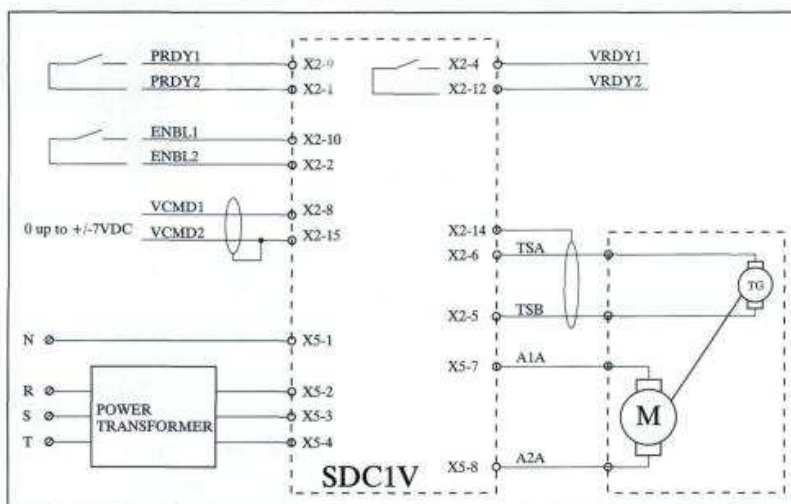 PRDY1
X2-9
PRDY2
X2-1
X2-4
VRDY1
X2-12
VRDY2
ENBL1
X2-10
ENBL2
X2-2
VCMD1
X2-8
0 up to +/-7VDC
VCMD2
X2-15
X2-14
X2-6
TSA
TG
X2-5
TSB
N
X5-1
X5-7
A1A
R
X5-2
S
POWER
TRANSFORMER
X5-3
T
X5-4
M
X5-8
A2A
SDC1V